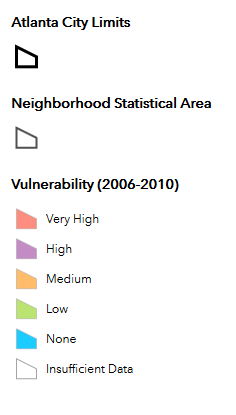 Atlanta City Limits
Neighborhood Statistical Area
Vulnerability (2006-2010)
Very High
High
Medium
Low
None
Insufficient Data